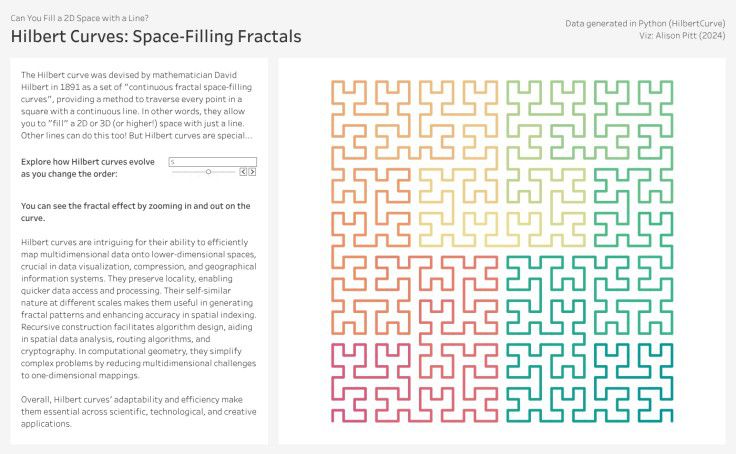 Can You Fill a 2D Space with a Line?
Hilbert Curves: Space-Filling Fractals
Data generated in Python (HilbertCurve)
Viz: Alison Pitt (2024)
The Hilbert curve was devised by mathematician David
Hilbert in 1891 as a set of "continuous fractal space-filling
curves", providing a method to traverse every point in a
square with a continuous line. In other words, they allow
you to "fill" a 2D or 3D (or higher!) space with just a line.
Other lines can do this too! But Hilbert curves are special...
Explore how Hilbert curves evolve
as you change the order:
5
You can see the fractal effect by zooming in and out on the
curve.
Hilbert curves are intriguing for their ability to efficiently
map multidimensional data onto lower-dimensional spaces,
crucial in data visualization, compression, and geographical
information systems. They preserve locality, enabling
quicker data access and processing. Their self-similar
nature at different scales makes them useful in generating
fractal patterns and enhancing accuracy in spatial indexing.
Recursive construction facilitates algorithm design, aiding
in spatial data analysis, routing algorithms, and
cryptography. In computational geometry, they simplify
complex problems by reducing multidimensional challenges
to one-dimensional mappings.
Overall, Hilbert curves' adaptability and efficiency make
them essential across scientific, technological, and creative
applications.